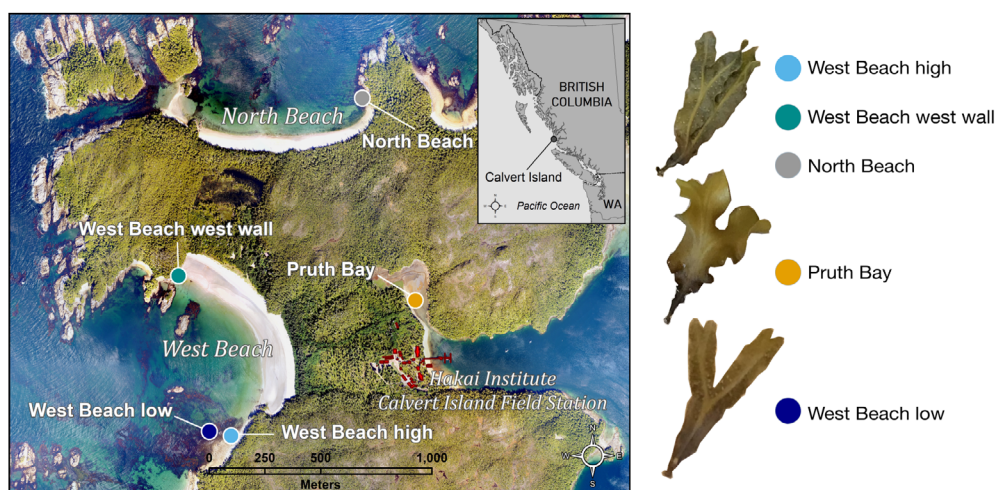 North Beach
North Beach
West Beach west wall
Pruth Bay
West Beach
Hakai Institute
Calvert Island Field Station
West Beach low
West Beach high
0 250 500 1,000
Meters
N
W E
S
BRITISH
COLUMBIA
Calvert Island
WA
Pacific Ocean
West Beach high
West Beach west wall
North Beach
Pruth Bay
West Beach low